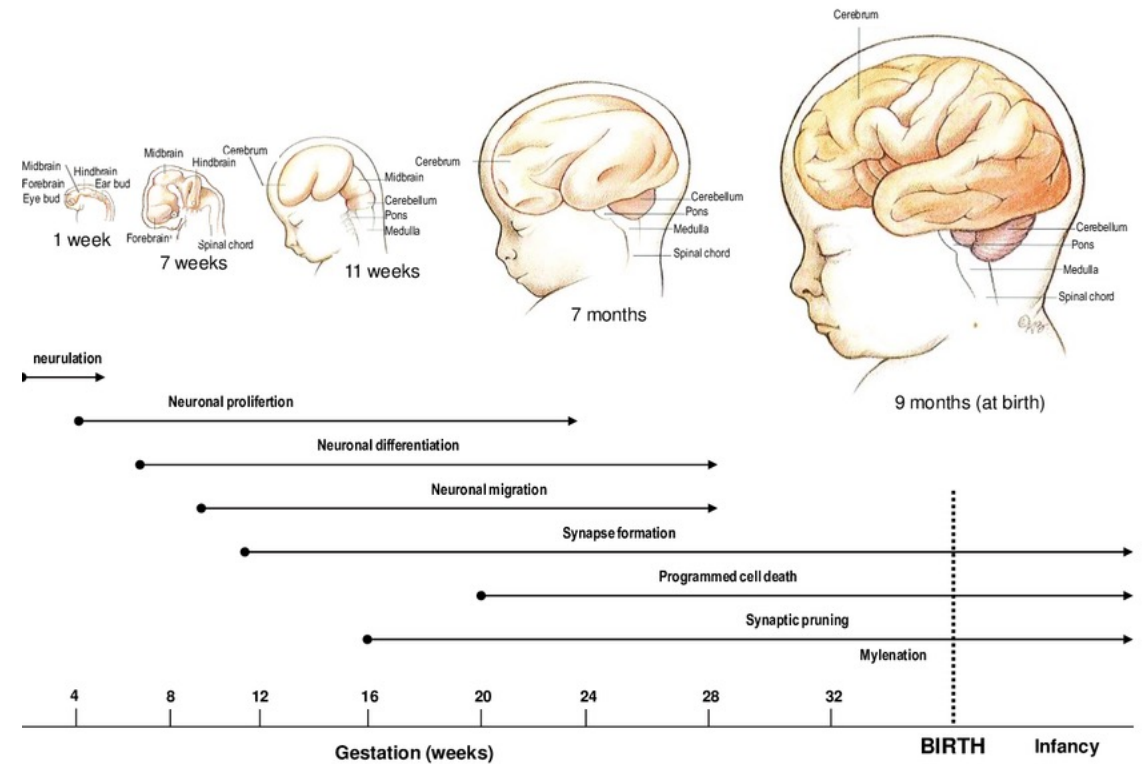 Cerebrum
Midbrain
Hindbrain
Forebrain
Ear bud
Eye bud
1 week
Midbrain
Hindbrain
Forebrain
Spinal chord
7 weeks
Cerebrum
Midbrain
Cerebellum
Pons
Medulla
11 weeks
Cerebrum
Cerebellum
Pons
Medulla
Spinal chord
7 months
Cerebellum
Pons
Medulla
Spinal chord
9 months (at birth)
neurulation
Neuronal prolifertion
Neuronal differentiation
Neuronal migration
Synapse formation
Programmed cell death
Synaptic pruning
Mylenation
4 8 12 16 20 24 28 32
Gestation (weeks)
BIRTH
Infancy